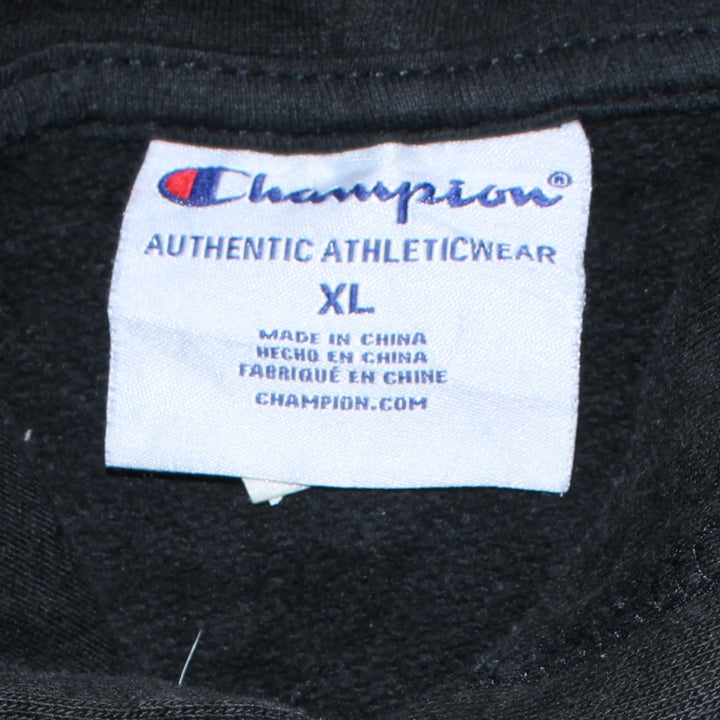 Champion®
AUTHENTIC ATHLETICWEAR
XL
MADE IN CHINA
HECHO EN CHINA
FABRIQUÉ EN CHINE
CHAMPION.COM